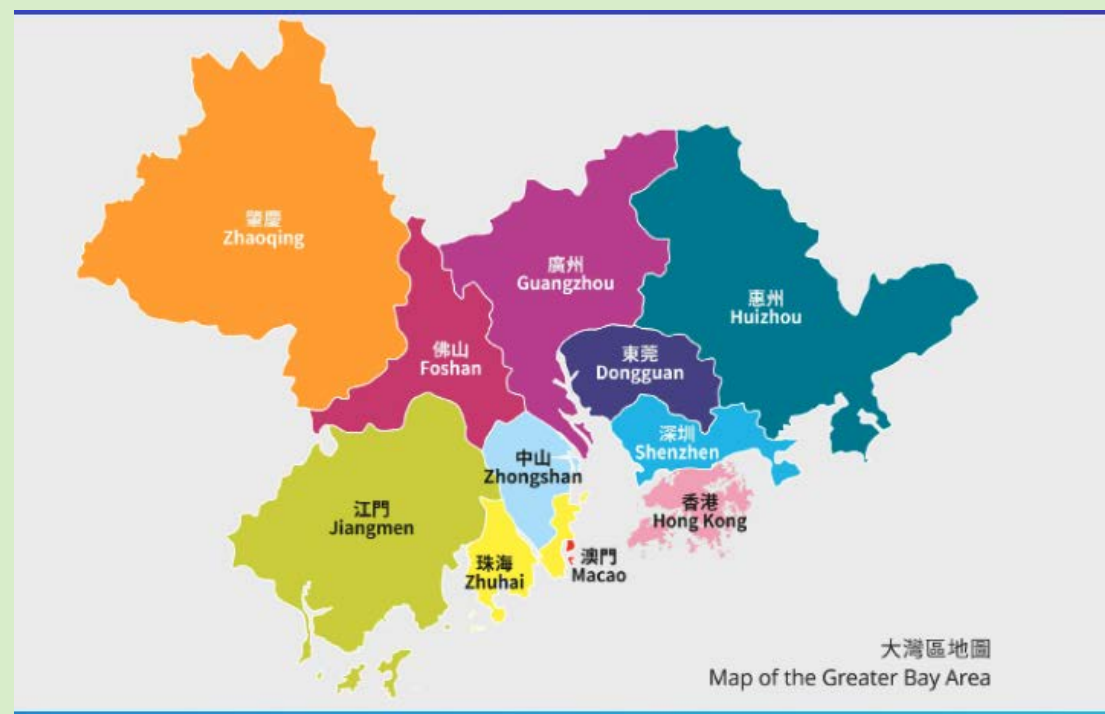 肇慶
Zhaoqing
廣州
Guangzhou
惠州
Huizhou
佛山
Foshan
東莞
Dongguan
深圳
Shenzhen
中山
Zhongshan
江門
Jiangmen
香港
Hong Kong
珠海
Zhuhai
澳門
Macao
大灣區地圖
Map of the Greater Bay Area